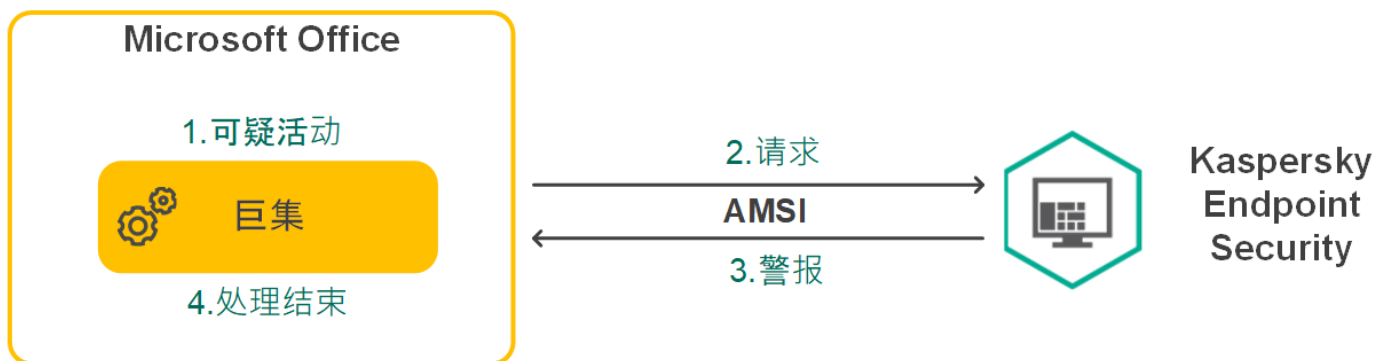 Microsoft Office
1.可疑活动
巨集
4.处理结束
2.请求
AMSI
3.警报
Kaspersky
Endpoint
Security